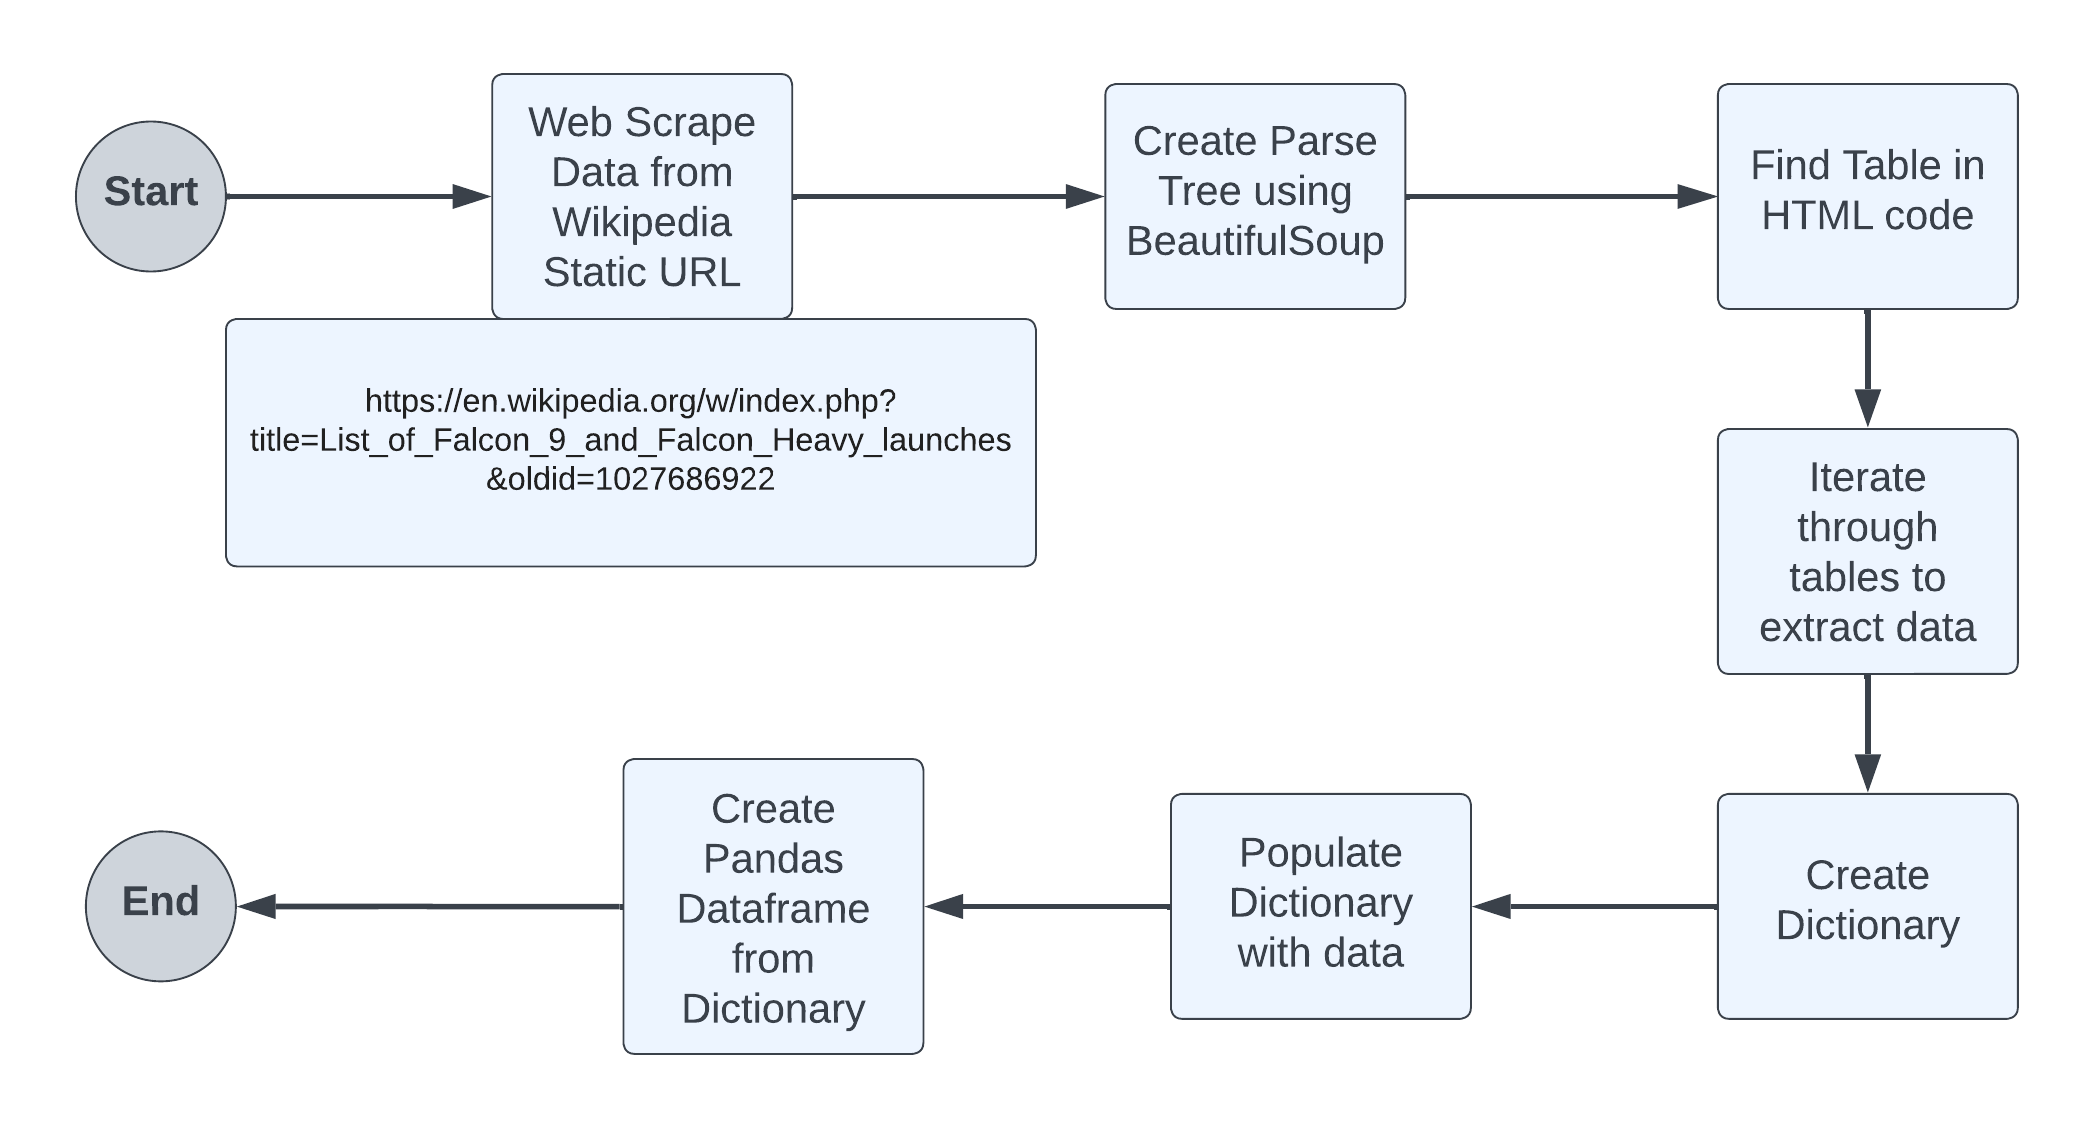 Start
Web Scrape
Data from
Wikipedia
Static URL
https://en.wikipedia.org/w/index.php?
title=List_of_Falcon_9_and_Falcon_Heavy_launches
&oldid=1027686922
Create Parse
Tree using
BeautifulSoup
Find Table in
HTML code
Iterate
through
tables to
extract data
Create
Dictionary
Populate
Dictionary
with data
Create
Pandas
Dataframe
from
Dictionary
End